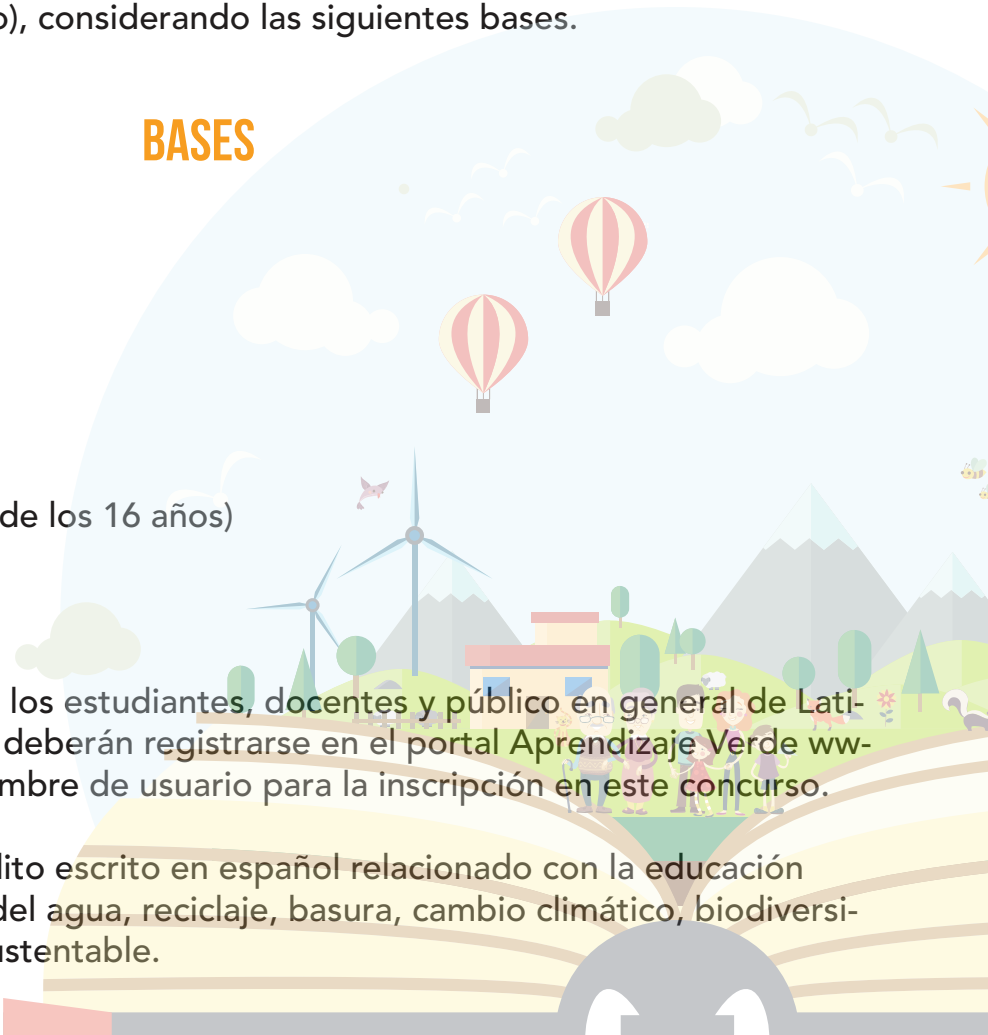 o), considerando las siguientes bases.
BASES
de los 16 años)
los estudiantes, docentes y público en general de Lati-
deberán registrarse en el portal Aprendizaje Verde ww-
mbre de usuario para la inscripción en este concurso.
dito escrito en español relacionado con la educación
del agua, reciclaje, basura, cambio climático, biodiversi-
ustentable.